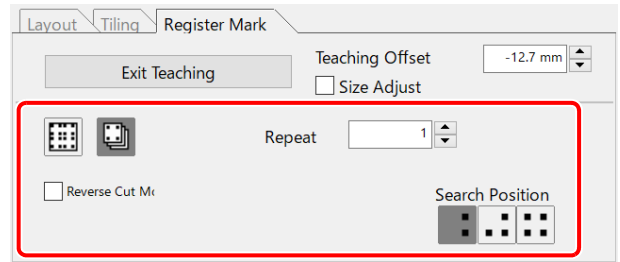 Layout Tiling Register Mark
Exit Teaching
Teaching Offset -12.7 mm
Size Adjust
Repeat 1
Reverse Cut Mo
Search Position